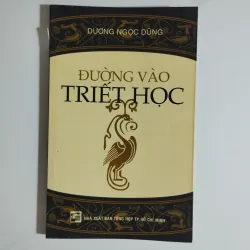 DƯƠNG NGỌC DŨNG
ĐƯỜNG VÀO
TRIẾT HỌC
NHÀ XUẤT BẢN TỔNG HỢP TP. HỒ CHÍ MINH